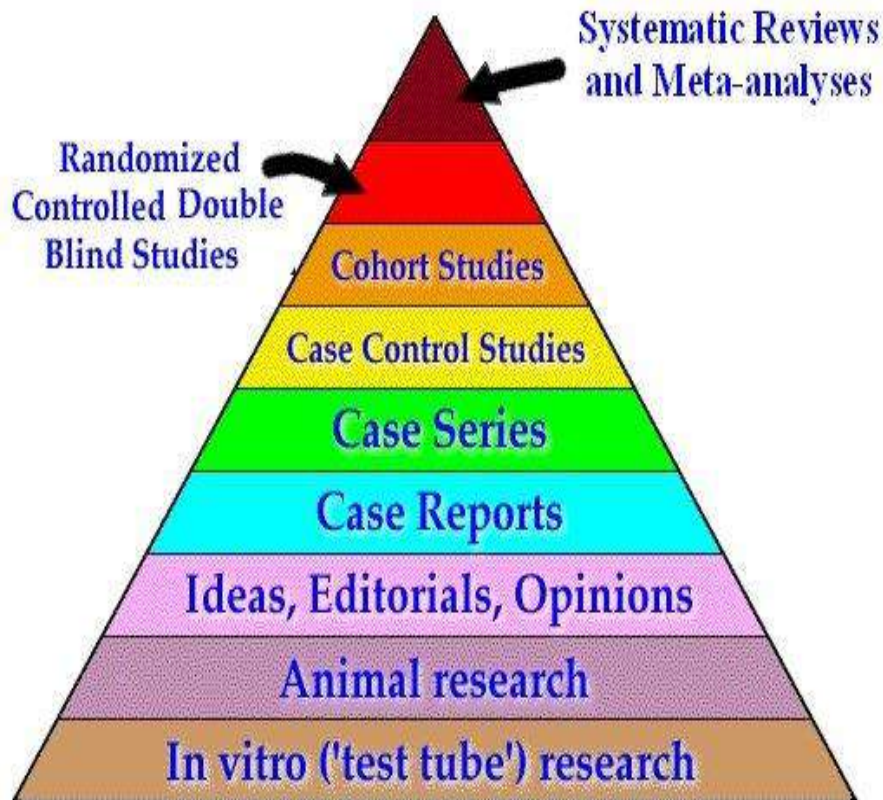 Systematic Reviews
and Meta-analyses
Randomized
Controlled Double
Blind Studies
Cohort Studies
Case Control Studies
Case Series
Case Reports
Ideas, Editorials, Opinions
Animal research
In vitro ('test tube') research